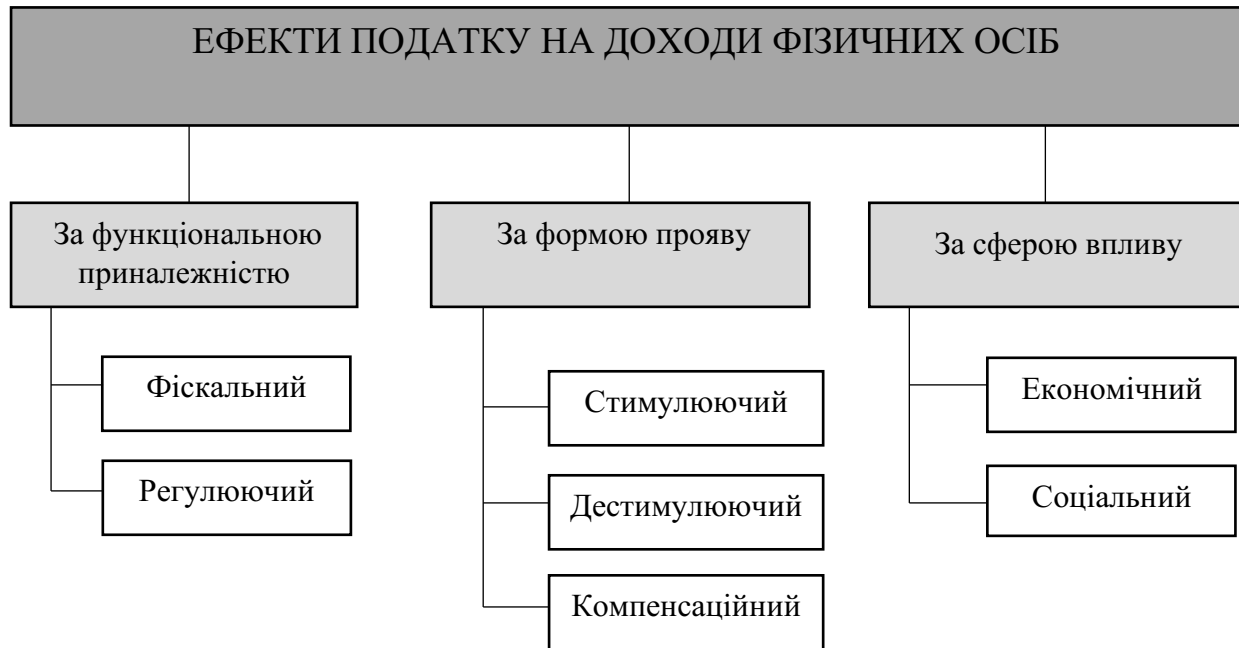 ЕФЕКТИ ПОДАТКУ НА ДОХОДИ ФІЗИЧНИХ ОСІБ
За функціональною
приналежністю
Фіскальний
Регулюючий
За формою прояву
Стимулюючий
Дестимулюючий
Компенсаційний
За сферою впливу
Економічний
Соціальний